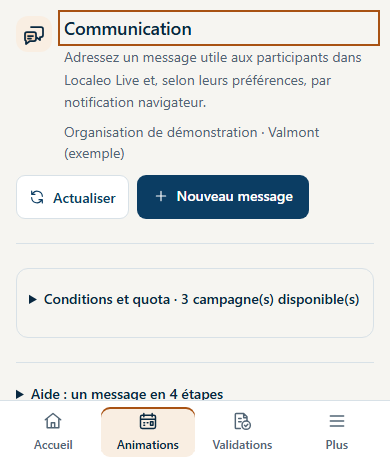 Communication
Adressez un message utile aux participants dans
Localeo Live et, selon leurs préférences, par
notification navigateur.
Organisation de démonstration · Valmont
(exemple)
Actualiser
Nouveau message
Conditions et quota · 3 campagne(s) disponible(s)
Aide : un message en 4 étapes
Accueil
Animations
Validations
Plus